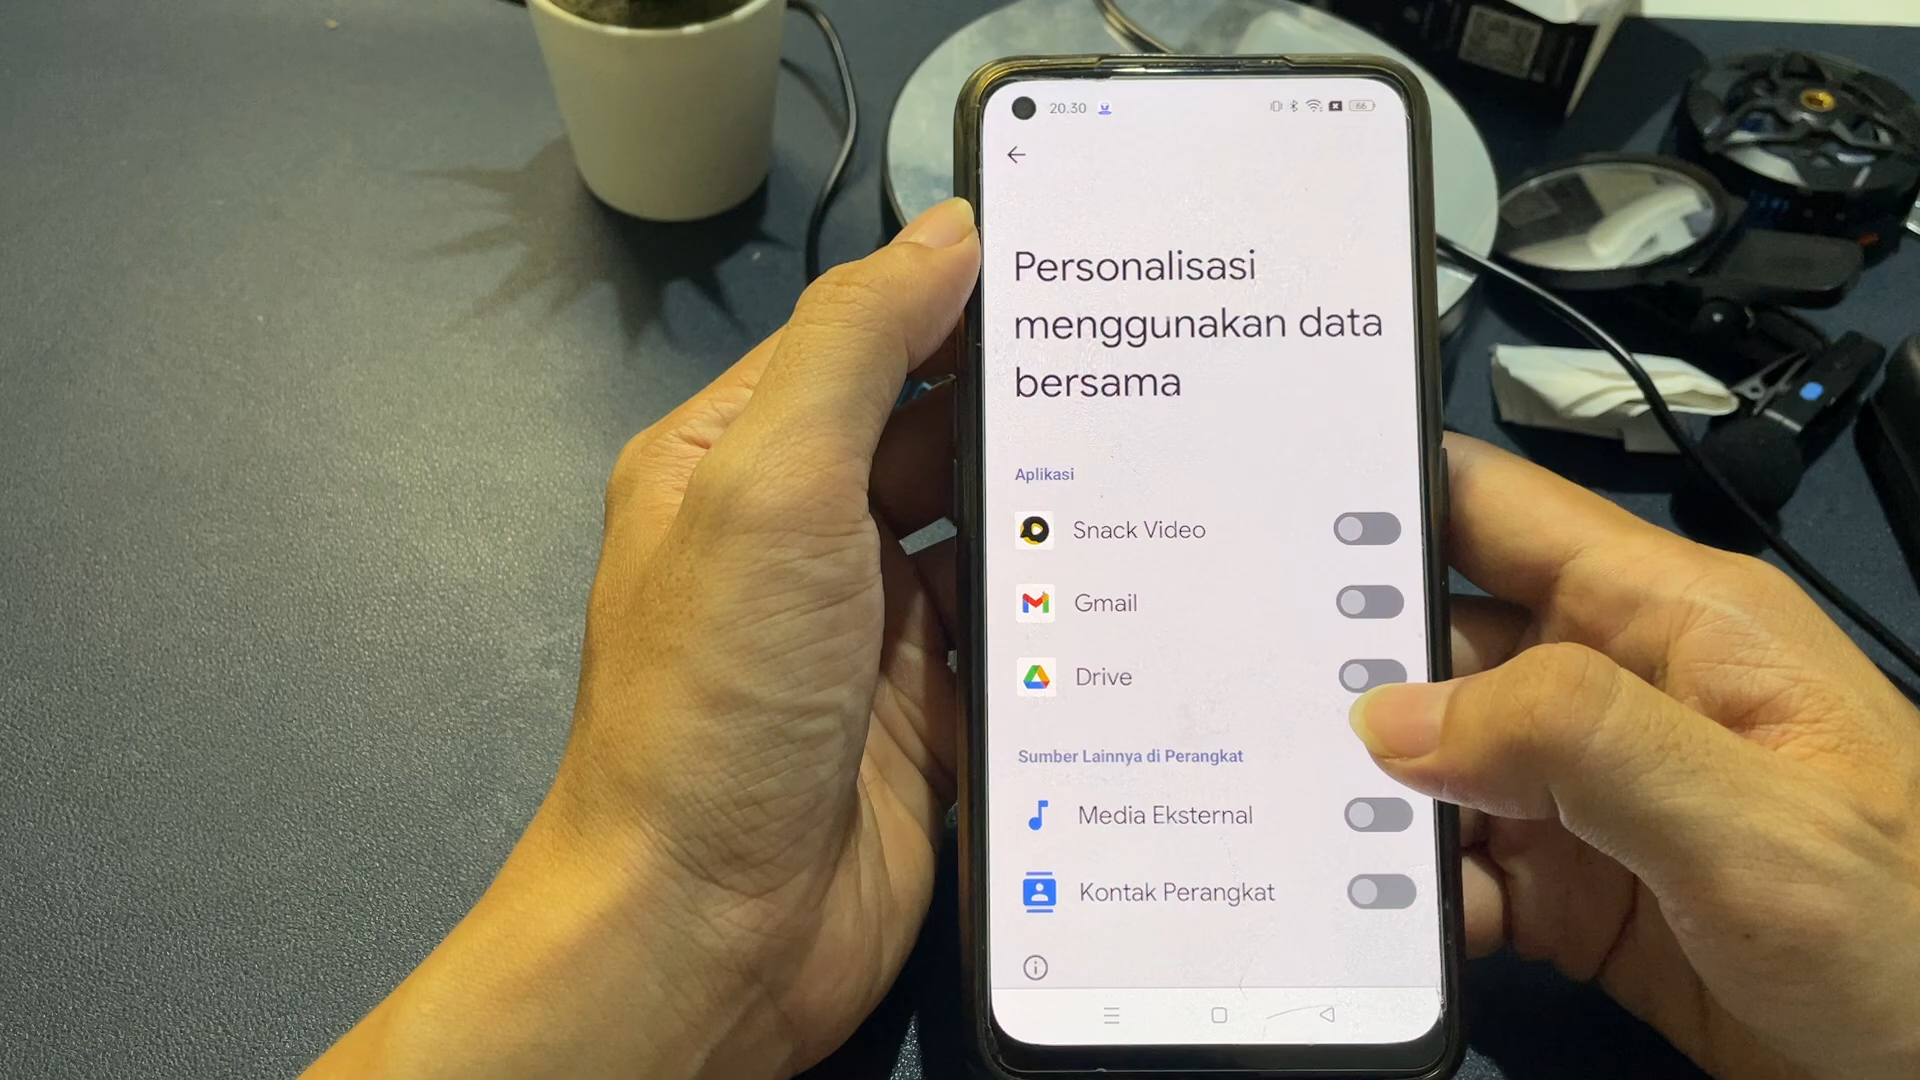 20.30
66
Personalisasi
menggunakan data
bersama
Aplikasi
Snack Video
Gmail
Drive
Sumber Lainnya di Perangkat
Media Eksternal
Kontak Perangkat